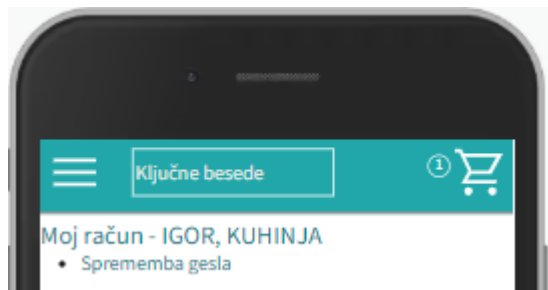 Ključne besede
1
Moj račun - IGOR, KUHINJA
Sprememba gesla